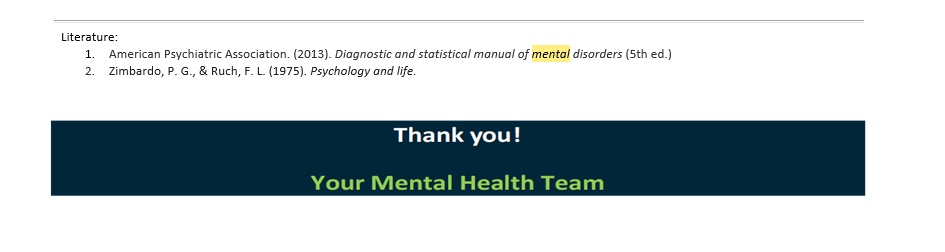 Literature:
1. American Psychiatric Association. (2013). Diagnostic and statistical manual of mental disorders (5th ed.)
2. Zimbardo, P. G., & Ruch, F. L. (1975). Psychology and life.
Thank you!
Your Mental Health Team